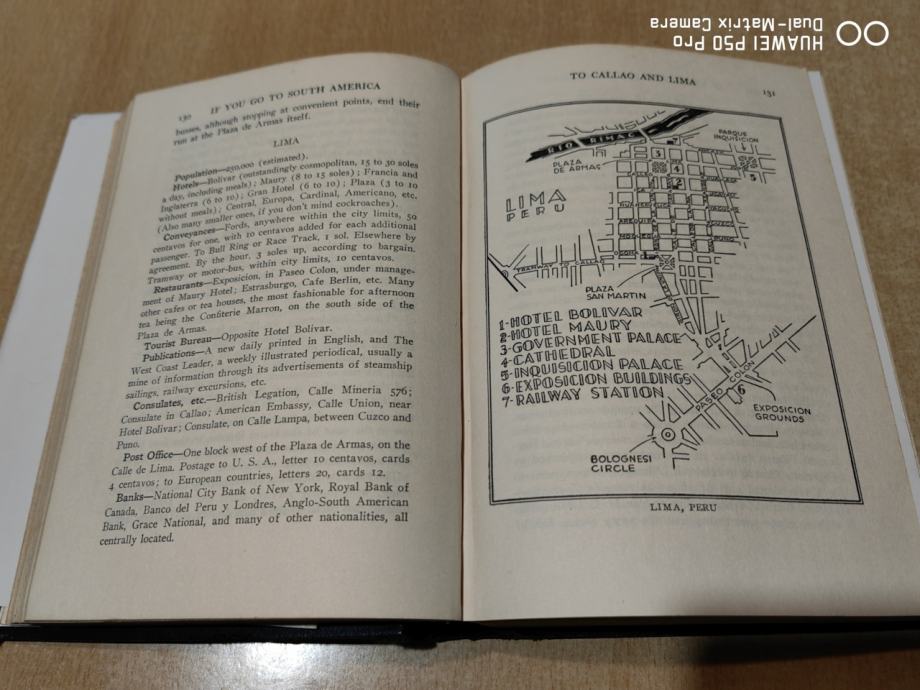 130 IF YOU GO TO SOUTH AMERICA
busses, although stopping at convenient points, end their
run at the Plaza de Armas itself.
LIMA
Population—250,000 (estimated).
Hotels—Bolivar (outstandingly cosmopolitan, 15 to 30 soles
a day, including meals); Maury (8 to 15 soles); Francia and
Inglaterra (6 to 10); Gran Hotel (6 to 10); Plaza (3 to 10
without meals); Central, Europa, Cardinal, Americano, etc.
(Also many smaller ones, if you don't mind cockroaches).
Conveyances—Fords, anywhere within the city limits, 50
centavos for one, with 10 centavos added for each additional
passenger. To Bull Ring or Race Track, 1 sol. Elsewhere by
agreement. By the hour, 3 soles up, according to bargain.
Tramway or motor-bus, within city limits, 10 centavos.
Restaurants—Exposicion, in Paseo Colon, under manage-
ment of Maury Hotel; Estrasburgo, Cafe Berlin, etc. Many
other cafes or tea houses, the most fashionable for afternoon
tea being the Confiterie Marron, on the south side of the
Plaza de Armas.
Tourist Bureau—Opposite Hotel Bolivar.
Publications—A new daily printed in English, and The
West Coast Leader, a weekly illustrated periodical, usually a
mine of information through its advertisements of steamship
sailings, railway excursions, etc.
Consulates, etc.—British Legation, Calle Mineria 576;
Consulate in Callao; American Embassy, Calle Union, near
Hotel Bolivar; Consulate, on Calle Lampa, between Cuzco and
Puno.
Post Office—One block west of the Plaza de Armas, on the
Calle de Lima. Postage to U. S. A., letter 10 centavos, cards
4 centavos; to European countries, letters 20, cards 12.
Banks—National City Bank of New York, Royal Bank of
Canada, Banco del Peru y Londres, Anglo-South American
Bank, Grace National, and many of other nationalities, all
centrally located.
TO CALLAO AND LIMA 131
RIO RIMAC
7
PARQUE
INQUISICION
PLAZA
DE ARMAS
3
4
5
2
LIMA
PERU
AREQUIPA
TRAMWAY TO CALLAO
1
PLAZA
SAN MARTIN
1-HOTEL BOLIVAR
2-HOTEL MAURY
3-GOVERNMENT PALACE
4-CATHEDRAL
5-INQUISICION PALACE
6-EXPOSICION BUILDINGS
7-RAILWAY STATION
PASEO COLON
6
EXPOSICION
GROUNDS
BOLOGNESI
CIRCLE
LIMA, PERU
HUAWEI P50 Pro
Dual-Matrix Camera